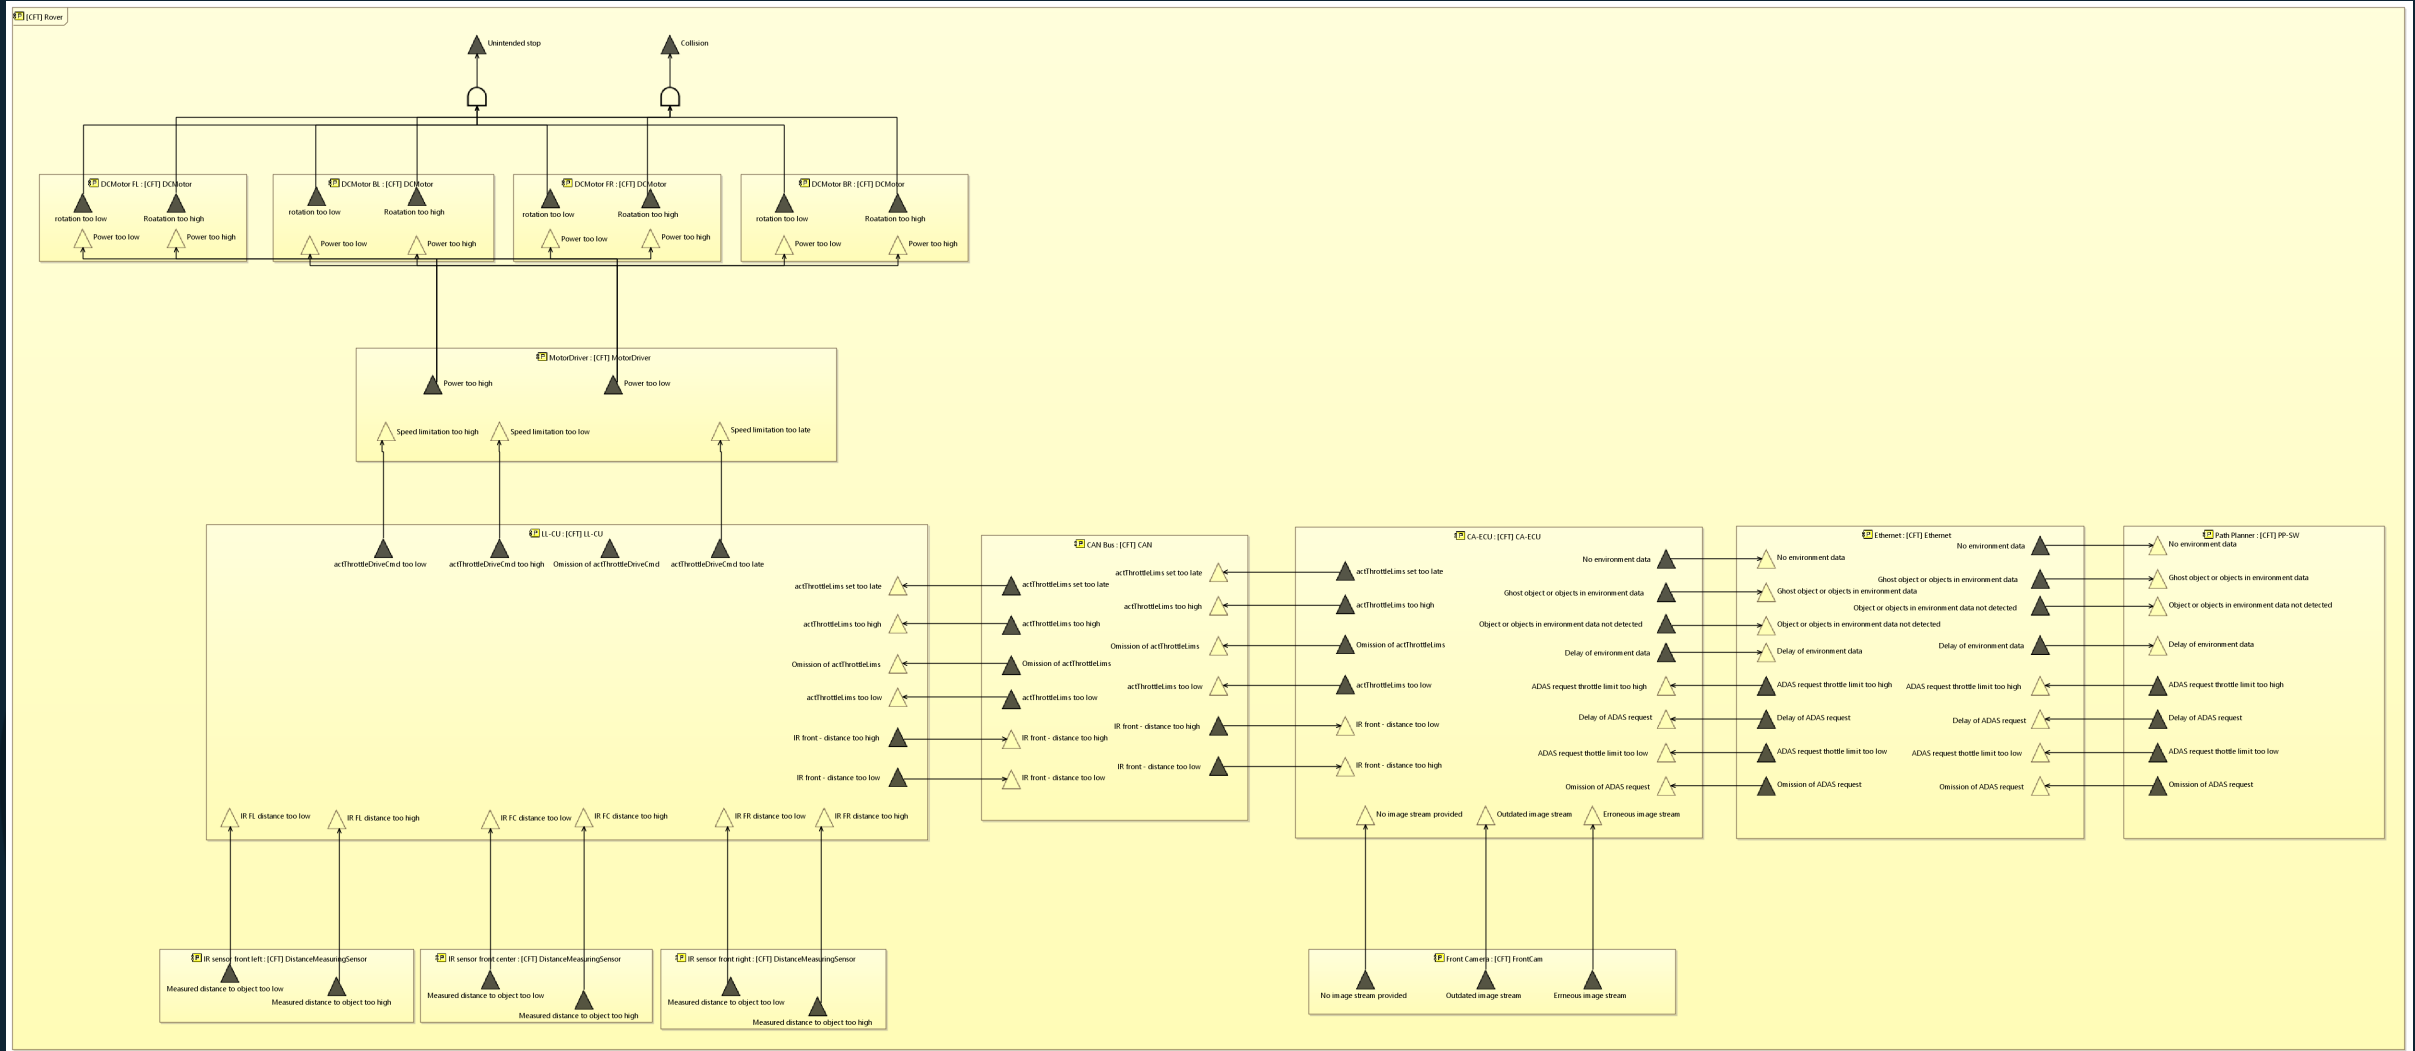 [CFT] Rover
Unintended stop
Collision
DCMotor FL : [CFT] DCMotor
rotation too low
Roatation too high
Power too low
Power too high
DCMotor BL : [CFT] DCMotor
rotation too low
Roatation too high
Power too low
Power too high
DCMotor FR : [CFT] DCMotor
rotation too low
Roatation too high
Power too low
Power too high
DCMotor BR : [CFT] DCMotor
rotation too low
Roatation too high
Power too low
Power too high
MotorDriver : [CFT] MotorDriver
Power too high
Power too low
Speed limitation too high
Speed limitation too low
Speed limitation too late
LL-CU : [CFT] LL-CU
actThrottleDriveCmd too low
actThrottleDriveCmd too high
Omission of actThrottleDriveCmd
actThrottleDriveCmd too late
actThrottleLims set too late
actThrottleLims too high
Omission of actThrottleLims
actThrottleLims too low
IR front - distance too high
IR front - distance too low
IR FL distance too low
IR FL distance too high
IR FC distance too low
IR FC distance too high
IR FR distance too low
IR FR distance too high
CAN Bus : [CFT] CAN
actThrottleLims set too late
actThrottleLims set too late
actThrottleLims too high
actThrottleLims too high
Omission of actThrottleLims
Omission of actThrottleLims
actThrottleLims too low
actThrottleLims too low
IR front - distance too high
IR front - distance too high
IR front - distance too low
IR front - distance too low
CA-ECU : [CFT] CA-ECU
actThrottleLims set too late
actThrottleLims too high
Omission of actThrottleLims
actThrottleLims too low
IR front - distance too low
IR front - distance too high
No environment data
Ghost object or objects in environment data
Object or objects in environment data not detected
Delay of environment data
ADAS request throttle limit too high
Delay of ADAS request
ADAS request thottle limit too low
Omission of ADAS request
No image stream provided
Outdated image stream
Erroneous image stream
Ethernet : [CFT] Ethernet
No environment data
Ghost object or objects in environment data
Object or objects in environment data not detected
Delay of environment data
ADAS request throttle limit too high
Delay of ADAS request
ADAS request thottle limit too low
Omission of ADAS request
No environment data
Ghost object or objects in environment data
Object or objects in environment data not detected
Delay of environment data
ADAS request throttle limit too high
Delay of ADAS request
ADAS request thottle limit too low
Omission of ADAS request
Path Planner : [CFT] PP-SW
No environment data
Ghost object or objects in environment data
Object or objects in environment data not detected
Delay of environment data
ADAS request throttle limit too high
Delay of ADAS request
ADAS request thottle limit too low
Omission of ADAS request
IR sensor front left : [CFT] DistanceMeasuringSensor
Measured distance to object too low
Measured distance to object too high
IR sensor front center : [CFT] DistanceMeasuringSensor
Measured distance to object too low
Measured distance to object too high
IR sensor front right : [CFT] DistanceMeasuringSensor
Measured distance to object too low
Measured distance to object too high
Front Camera : [CFT] FrontCam
No image stream provided
Outdated image stream
Errneous image stream